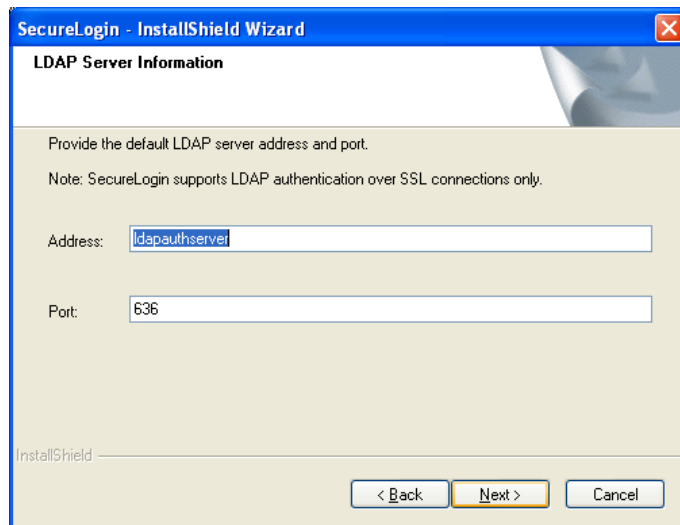 SecureLogin - InstallShield Wizard
LDAP Server Information
Provide the default LDAP server address and port.
Note: SecureLogin supports LDAP authentication over SSL connections only.
Address: ldapauthserver
Port: 636
InstallShield
< Back Next > Cancel